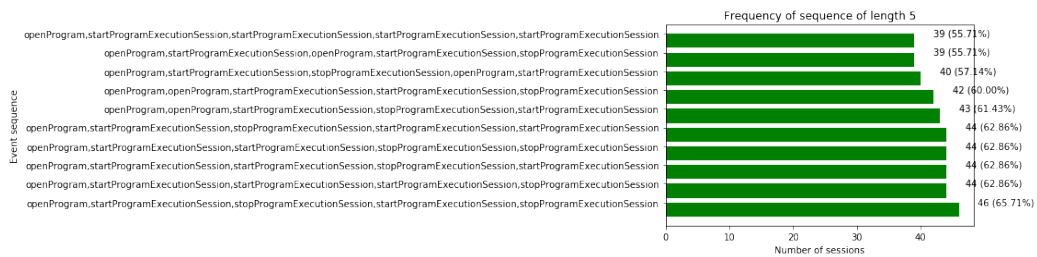 Frequency of sequence of length 5
openProgram,startProgramExecutionSession,startProgramExecutionSession,startProgramExecutionSession,startProgramExecutionSession 39 (55.71%)
openProgram,startProgramExecutionSession,openProgram,startProgramExecutionSession,stopProgramExecutionSession 39 (55.71%)
openProgram,startProgramExecutionSession,stopProgramExecutionSession,openProgram,startProgramExecutionSession 40 (57.14%)
openProgram,openProgram,startProgramExecutionSession,startProgramExecutionSession,stopProgramExecutionSession 42 (60.00%)
openProgram,openProgram,startProgramExecutionSession,stopProgramExecutionSession,startProgramExecutionSession 43 (61.43%)
openProgram,startProgramExecutionSession,stopProgramExecutionSession,startProgramExecutionSession,startProgramExecutionSession 44 (62.86%)
openProgram,startProgramExecutionSession,startProgramExecutionSession,stopProgramExecutionSession,stopProgramExecutionSession 44 (62.86%)
openProgram,startProgramExecutionSession,startProgramExecutionSession,stopProgramExecutionSession,startProgramExecutionSession 44 (62.86%)
openProgram,startProgramExecutionSession,startProgramExecutionSession,startProgramExecutionSession,stopProgramExecutionSession 44 (62.86%)
openProgram,startProgramExecutionSession,stopProgramExecutionSession,startProgramExecutionSession,stopProgramExecutionSession 46 (65.71%)
Event sequence
0 10 20 30 40
Number of sessions